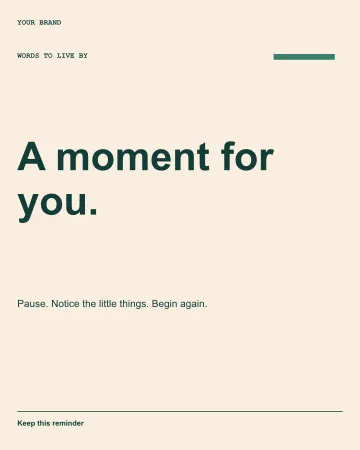 YOUR BRAND
WORDS TO LIVE BY
A moment for
you.
Pause. Notice the little things. Begin again.
Keep this reminder